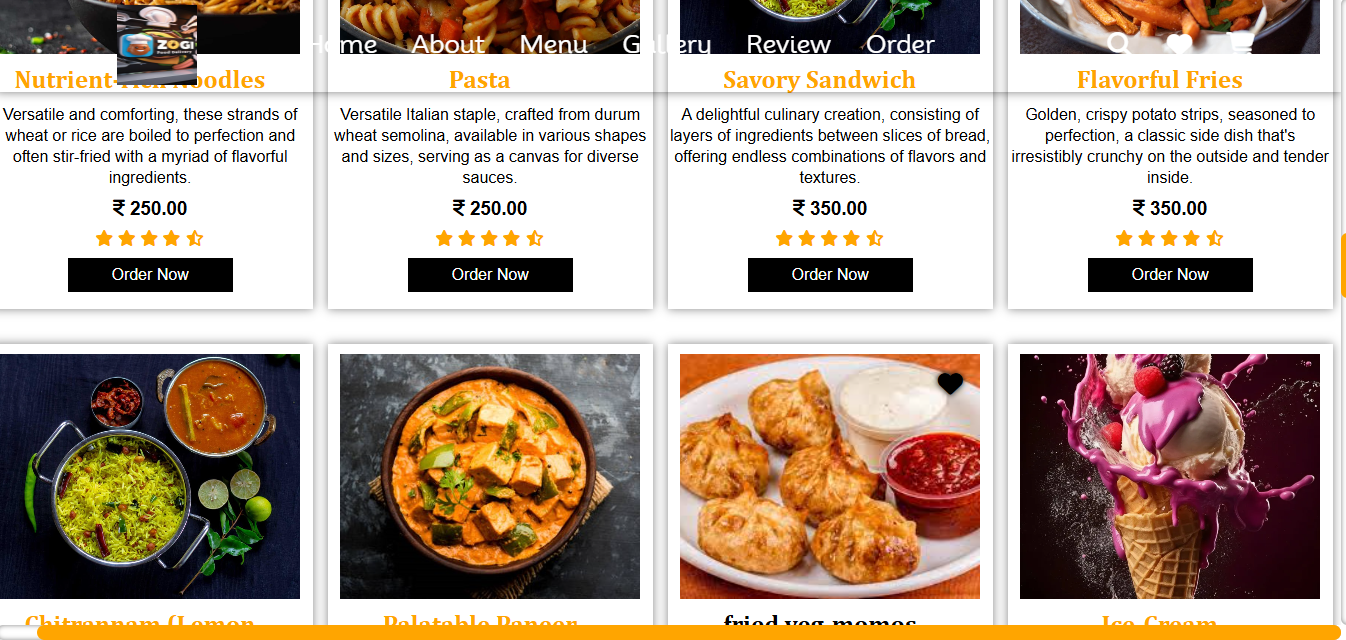 ZOGI
Food Delivery
Home About Menu Gallery Review Order
Nutrient-rich Noodles
Versatile and comforting, these strands of
wheat or rice are boiled to perfection and
often stir-fried with a myriad of flavorful
ingredients.
₹ 250.00
Order Now
Pasta
Versatile Italian staple, crafted from durum
wheat semolina, available in various shapes
and sizes, serving as a canvas for diverse
sauces.
₹ 250.00
Order Now
Savory Sandwich
A delightful culinary creation, consisting of
layers of ingredients between slices of bread,
offering endless combinations of flavors and
textures.
₹ 350.00
Order Now
Flavorful Fries
Golden, crispy potato strips, seasoned to
perfection, a classic side dish that's
irresistibly crunchy on the outside and tender
inside.
₹ 350.00
Order Now
Chitrannam (Lemon
Palatable Paneer
fried veg momos
Ice-Cream